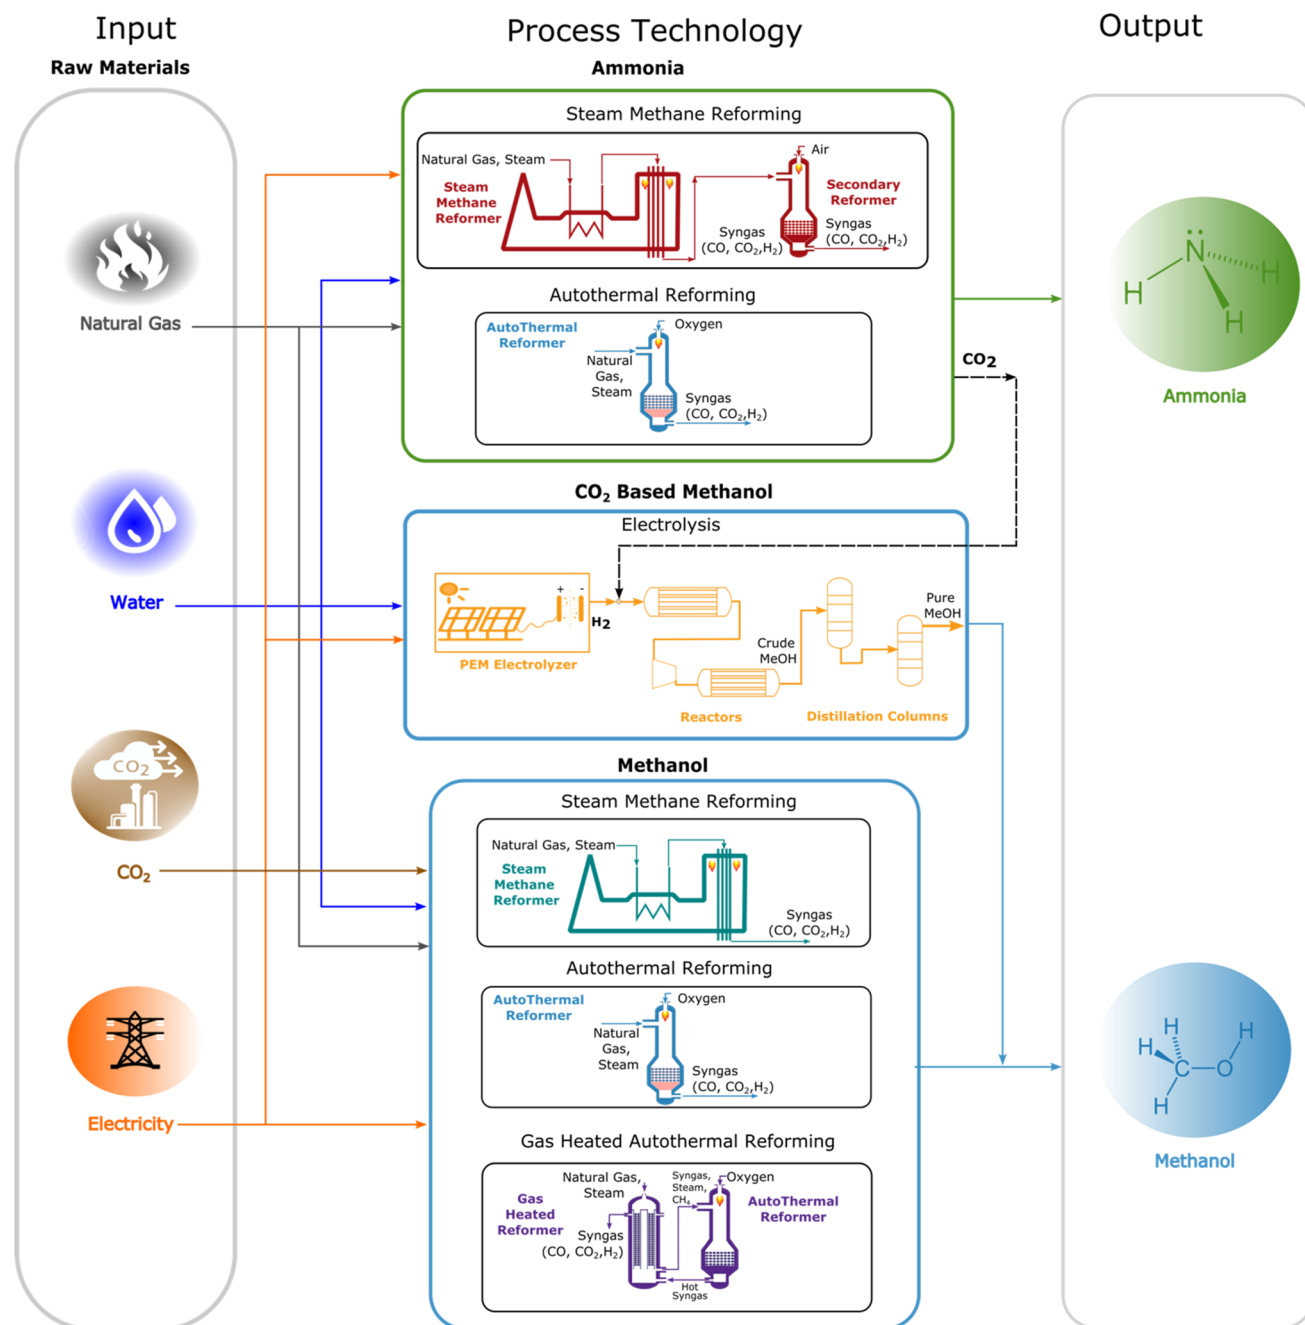 Input
Process Technology
Output
Raw Materials
Ammonia
Steam Methane Reforming
Natural Gas, Steam
Steam
Methane
Reformer
Air
Secondary
Reformer
Syngas
(CO, CO₂,H₂)
Syngas
(CO, CO₂,H₂)
Autothermal Reforming
AutoThermal
Reformer
Oxygen
Natural
Gas,
Steam
Syngas
(CO, CO₂,H₂)
Natural Gas
CO₂
N
H
H
H
Ammonia
CO₂ Based Methanol
Electrolysis
+ -
H₂
PEM Electrolyzer
Crude
MeOH
Pure
MeOH
Reactors
Distillation Columns
Water
Methanol
Steam Methane Reforming
Natural Gas, Steam
Steam
Methane
Reformer
Syngas
(CO, CO₂,H₂)
CO₂
CO₂
Autothermal Reforming
AutoThermal
Reformer
Oxygen
Natural
Gas,
Steam
Syngas
(CO, CO₂,H₂)
Electricity
H
H
H
C
O
H
Methanol
Gas Heated Autothermal Reforming
Natural Gas,
Steam
Gas
Heated
Reformer
Syngas
(CO, CO₂,H₂)
Syngas,
Steam,
CH₄
Oxygen
AutoThermal
Reformer
Hot
Syngas